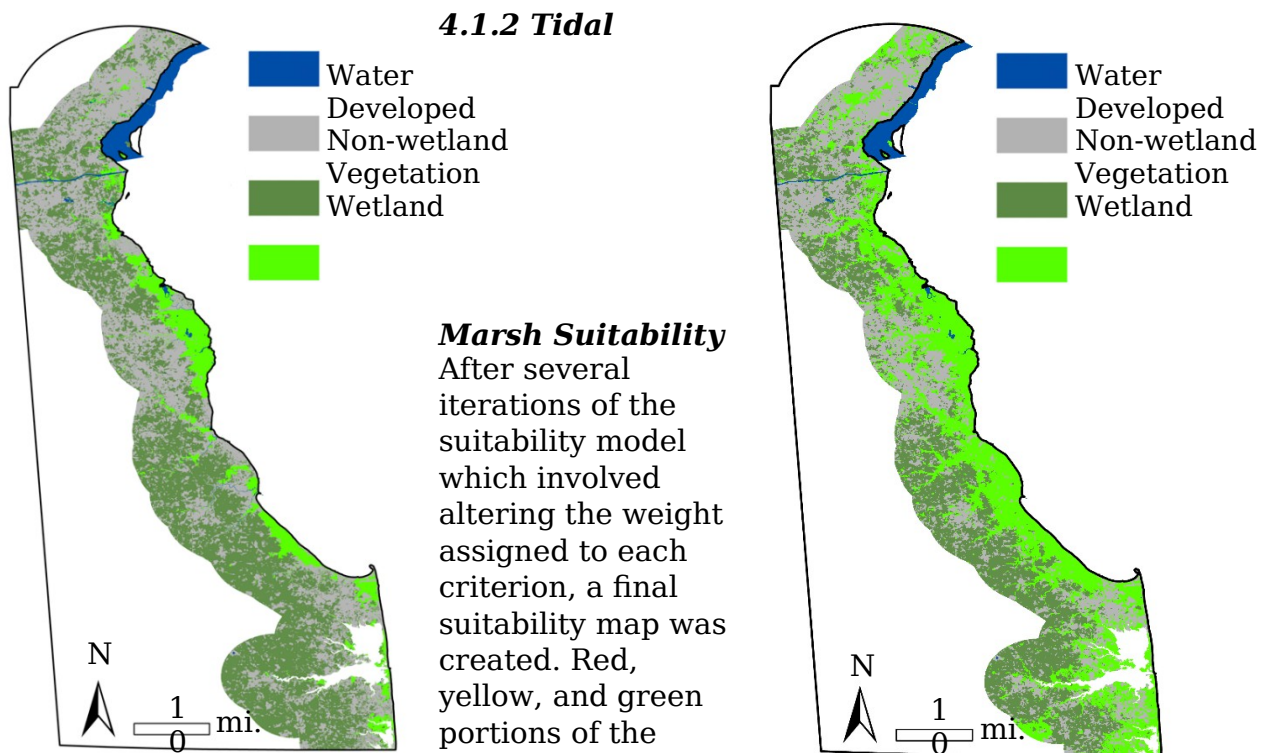 4.1.2 Tidal
Water
Developed
Non-wetland
Vegetation
Wetland
Marsh Suitability
After several
iterations of the
suitability model
which involved
altering the weight
assigned to each
criterion, a final
suitability map was
created. Red,
yellow, and green
portions of the
N
1
0
mi.
Water
Developed
Non-wetland
Vegetation
Wetland
N
1
0
mi.